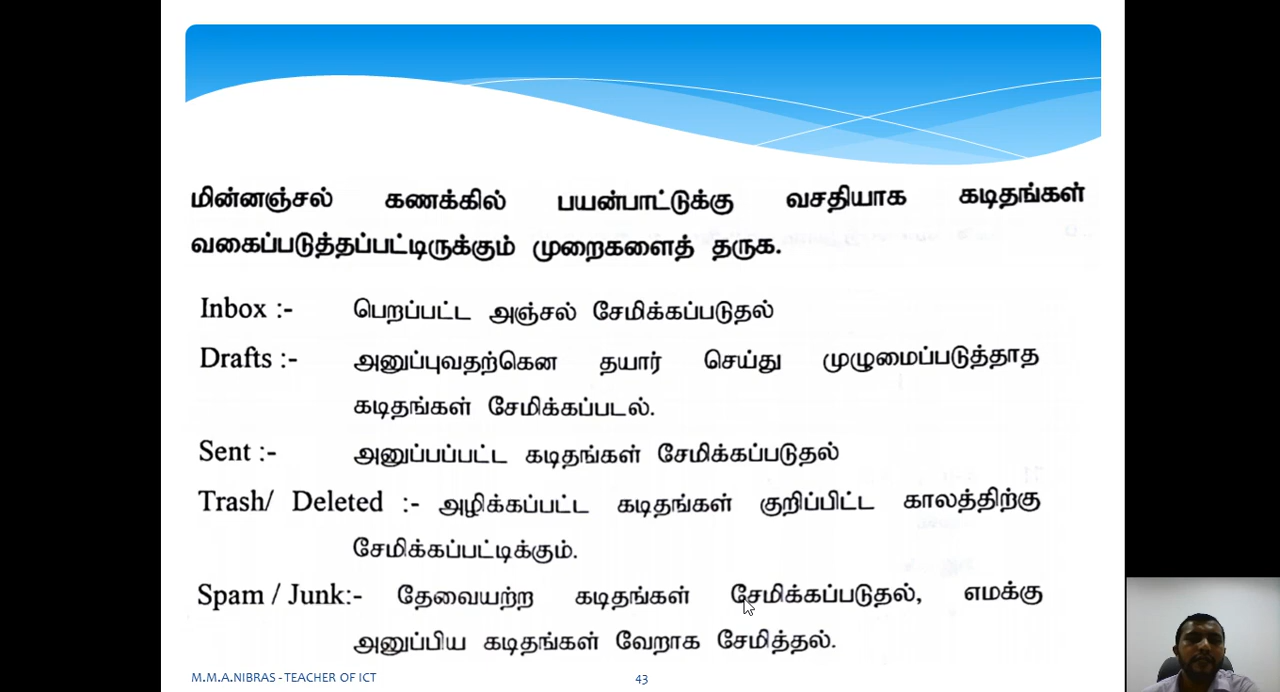 மின்னஞ்சல் கணக்கில் பயன்பாட்டுக்கு வசதியாக கடிதங்கள்
வகைப்படுத்தப்பட்டிருக்கும் முறைகளைத் தருக.
Inbox :- பெறப்பட்ட அஞ்சல் சேமிக்கப்படுதல்
Drafts :- அனுப்புவதற்கென தயார் செய்து முழுமைப்படுத்தாத
கடிதங்கள் சேமிக்கப்படல்.
Sent :- அனுப்பப்பட்ட கடிதங்கள் சேமிக்கப்படுதல்
Trash/ Deleted :- அழிக்கப்பட்ட கடிதங்கள் குறிப்பிட்ட காலத்திற்கு
சேமிக்கப்பட்டிக்கும்.
Spam / Junk:- தேவையற்ற கடிதங்கள் சேமிக்கப்படுதல், எமக்கு
அனுப்பிய கடிதங்கள் வேறாக சேமித்தல்.
M.M.A.NIBRAS - TEACHER OF ICT 43